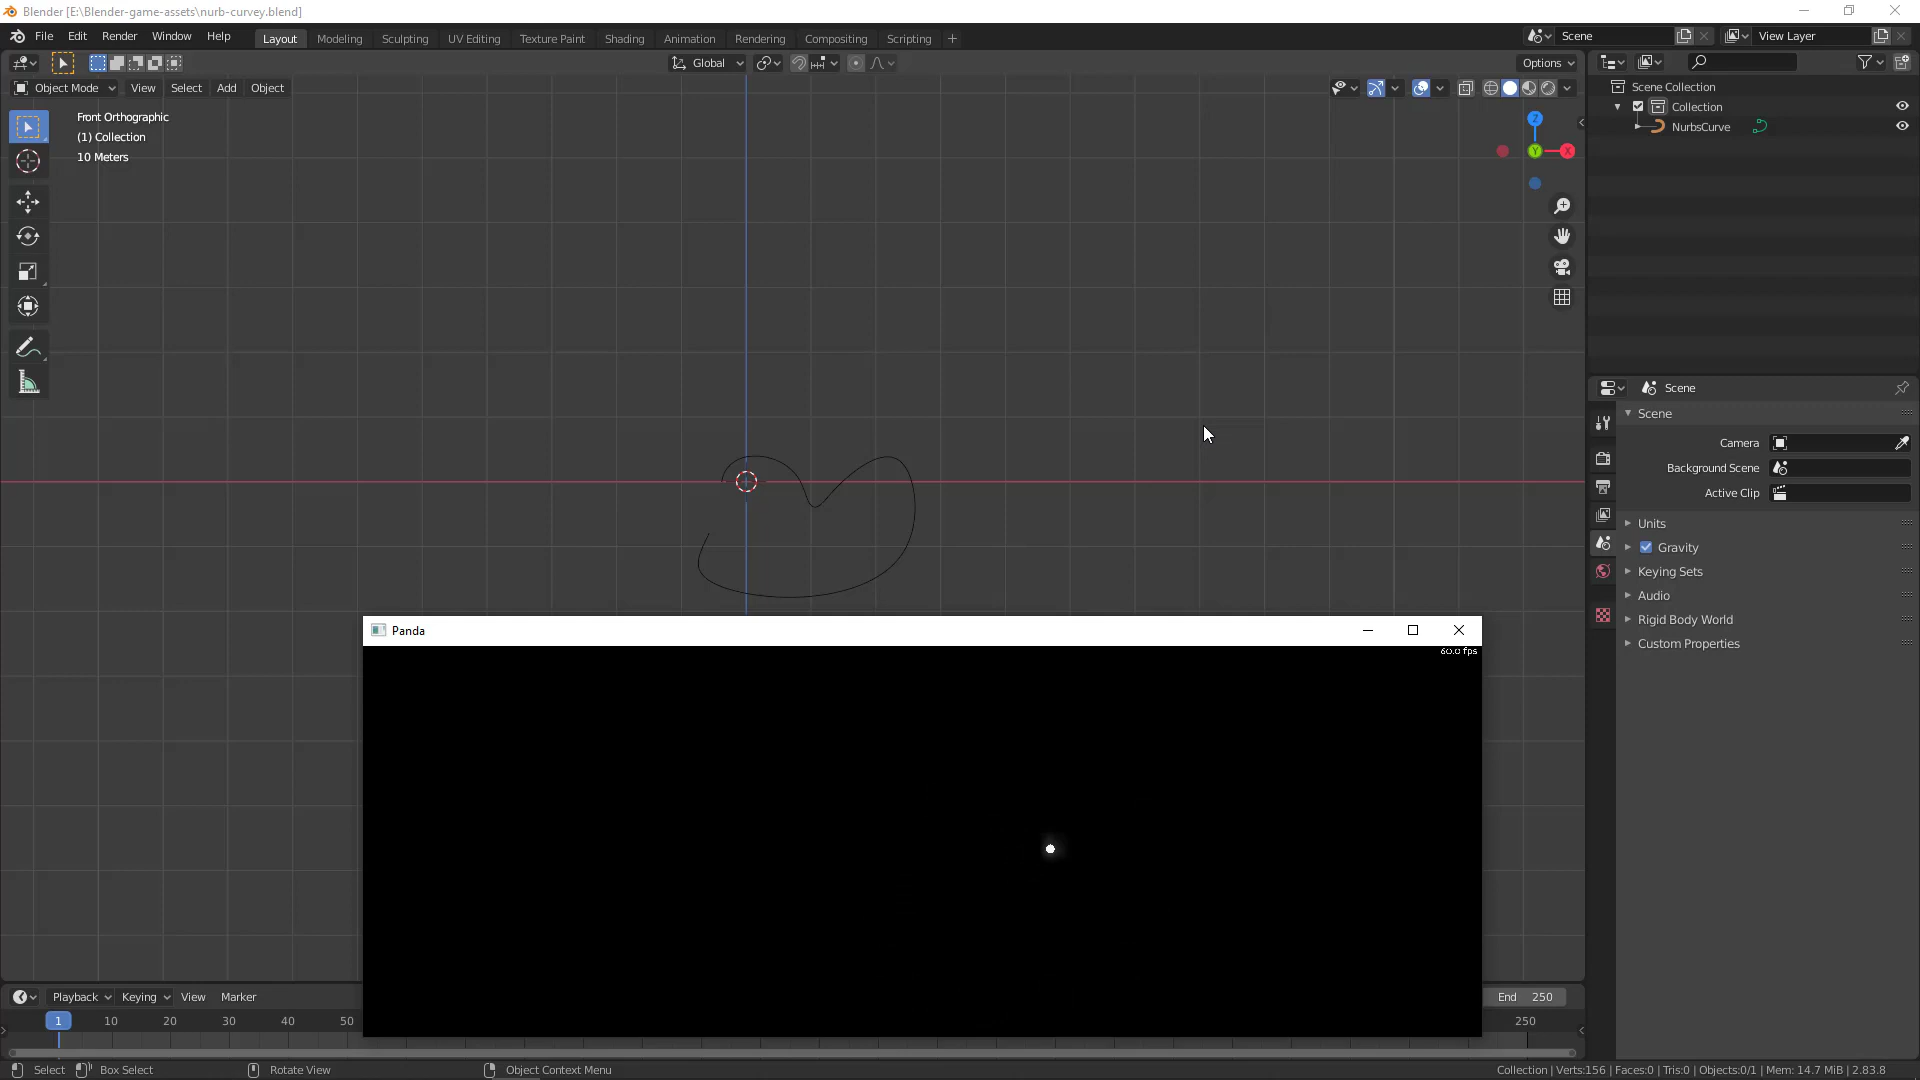 Blender [E:\Blender-game-assets\nurb-curvey.blend]
File Edit Render Window Help Layout Modeling Sculpting UV Editing Texture Paint Shading Animation Rendering Compositing Scripting + Scene View Layer
Global Options
Object Mode View Select Add Object
Front Orthographic
(1) Collection
10 Meters
Z
Y
X
Scene Collection
Collection
NurbsCurve
Scene
Scene
Camera
Background Scene
Active Clip
Units
Gravity
Keying Sets
Audio
Rigid Body World
Custom Properties
Panda
60.0 fps
Playback Keying View Marker End 250
1 10 20 30 40 50 250
Select Box Select Rotate View Object Context Menu Collection | Verts:156 | Faces:0 | Tris:0 | Objects:0/1 | Mem: 14.7 MiB | 2.83.8